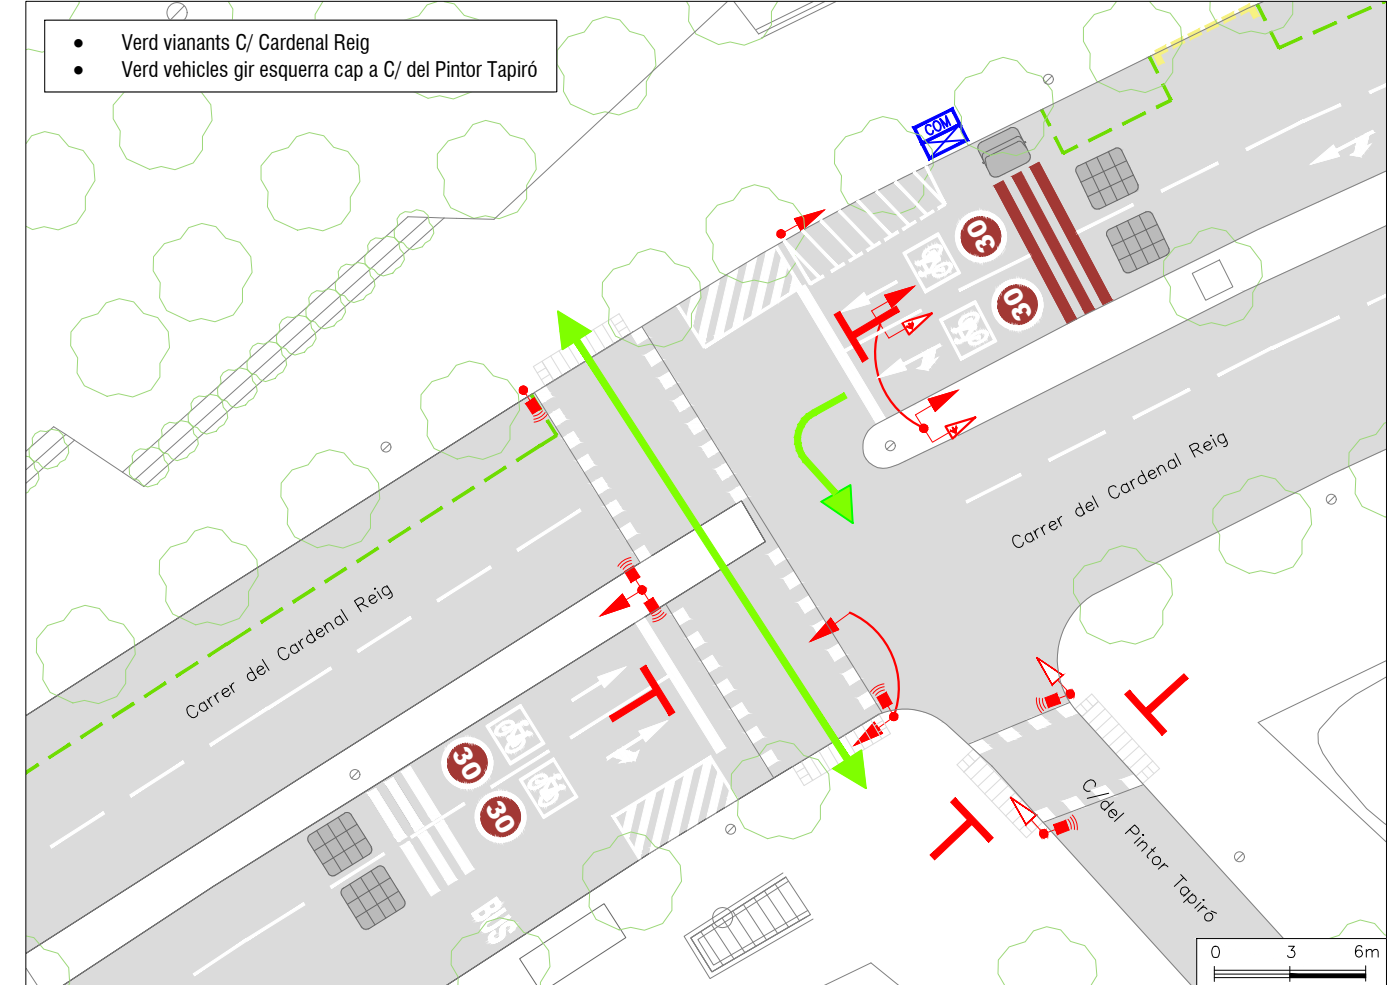 • Verd vianants C/ Cardenal Reig
• Verd vehicles gir esquerra cap a C/ del Pintor Tapiró
COM
30
30
Carrer del Cardenal Reig
Carrer del Cardenal Reig
30
30
BUS
C/del Pintor Tapiró
0 3 6m